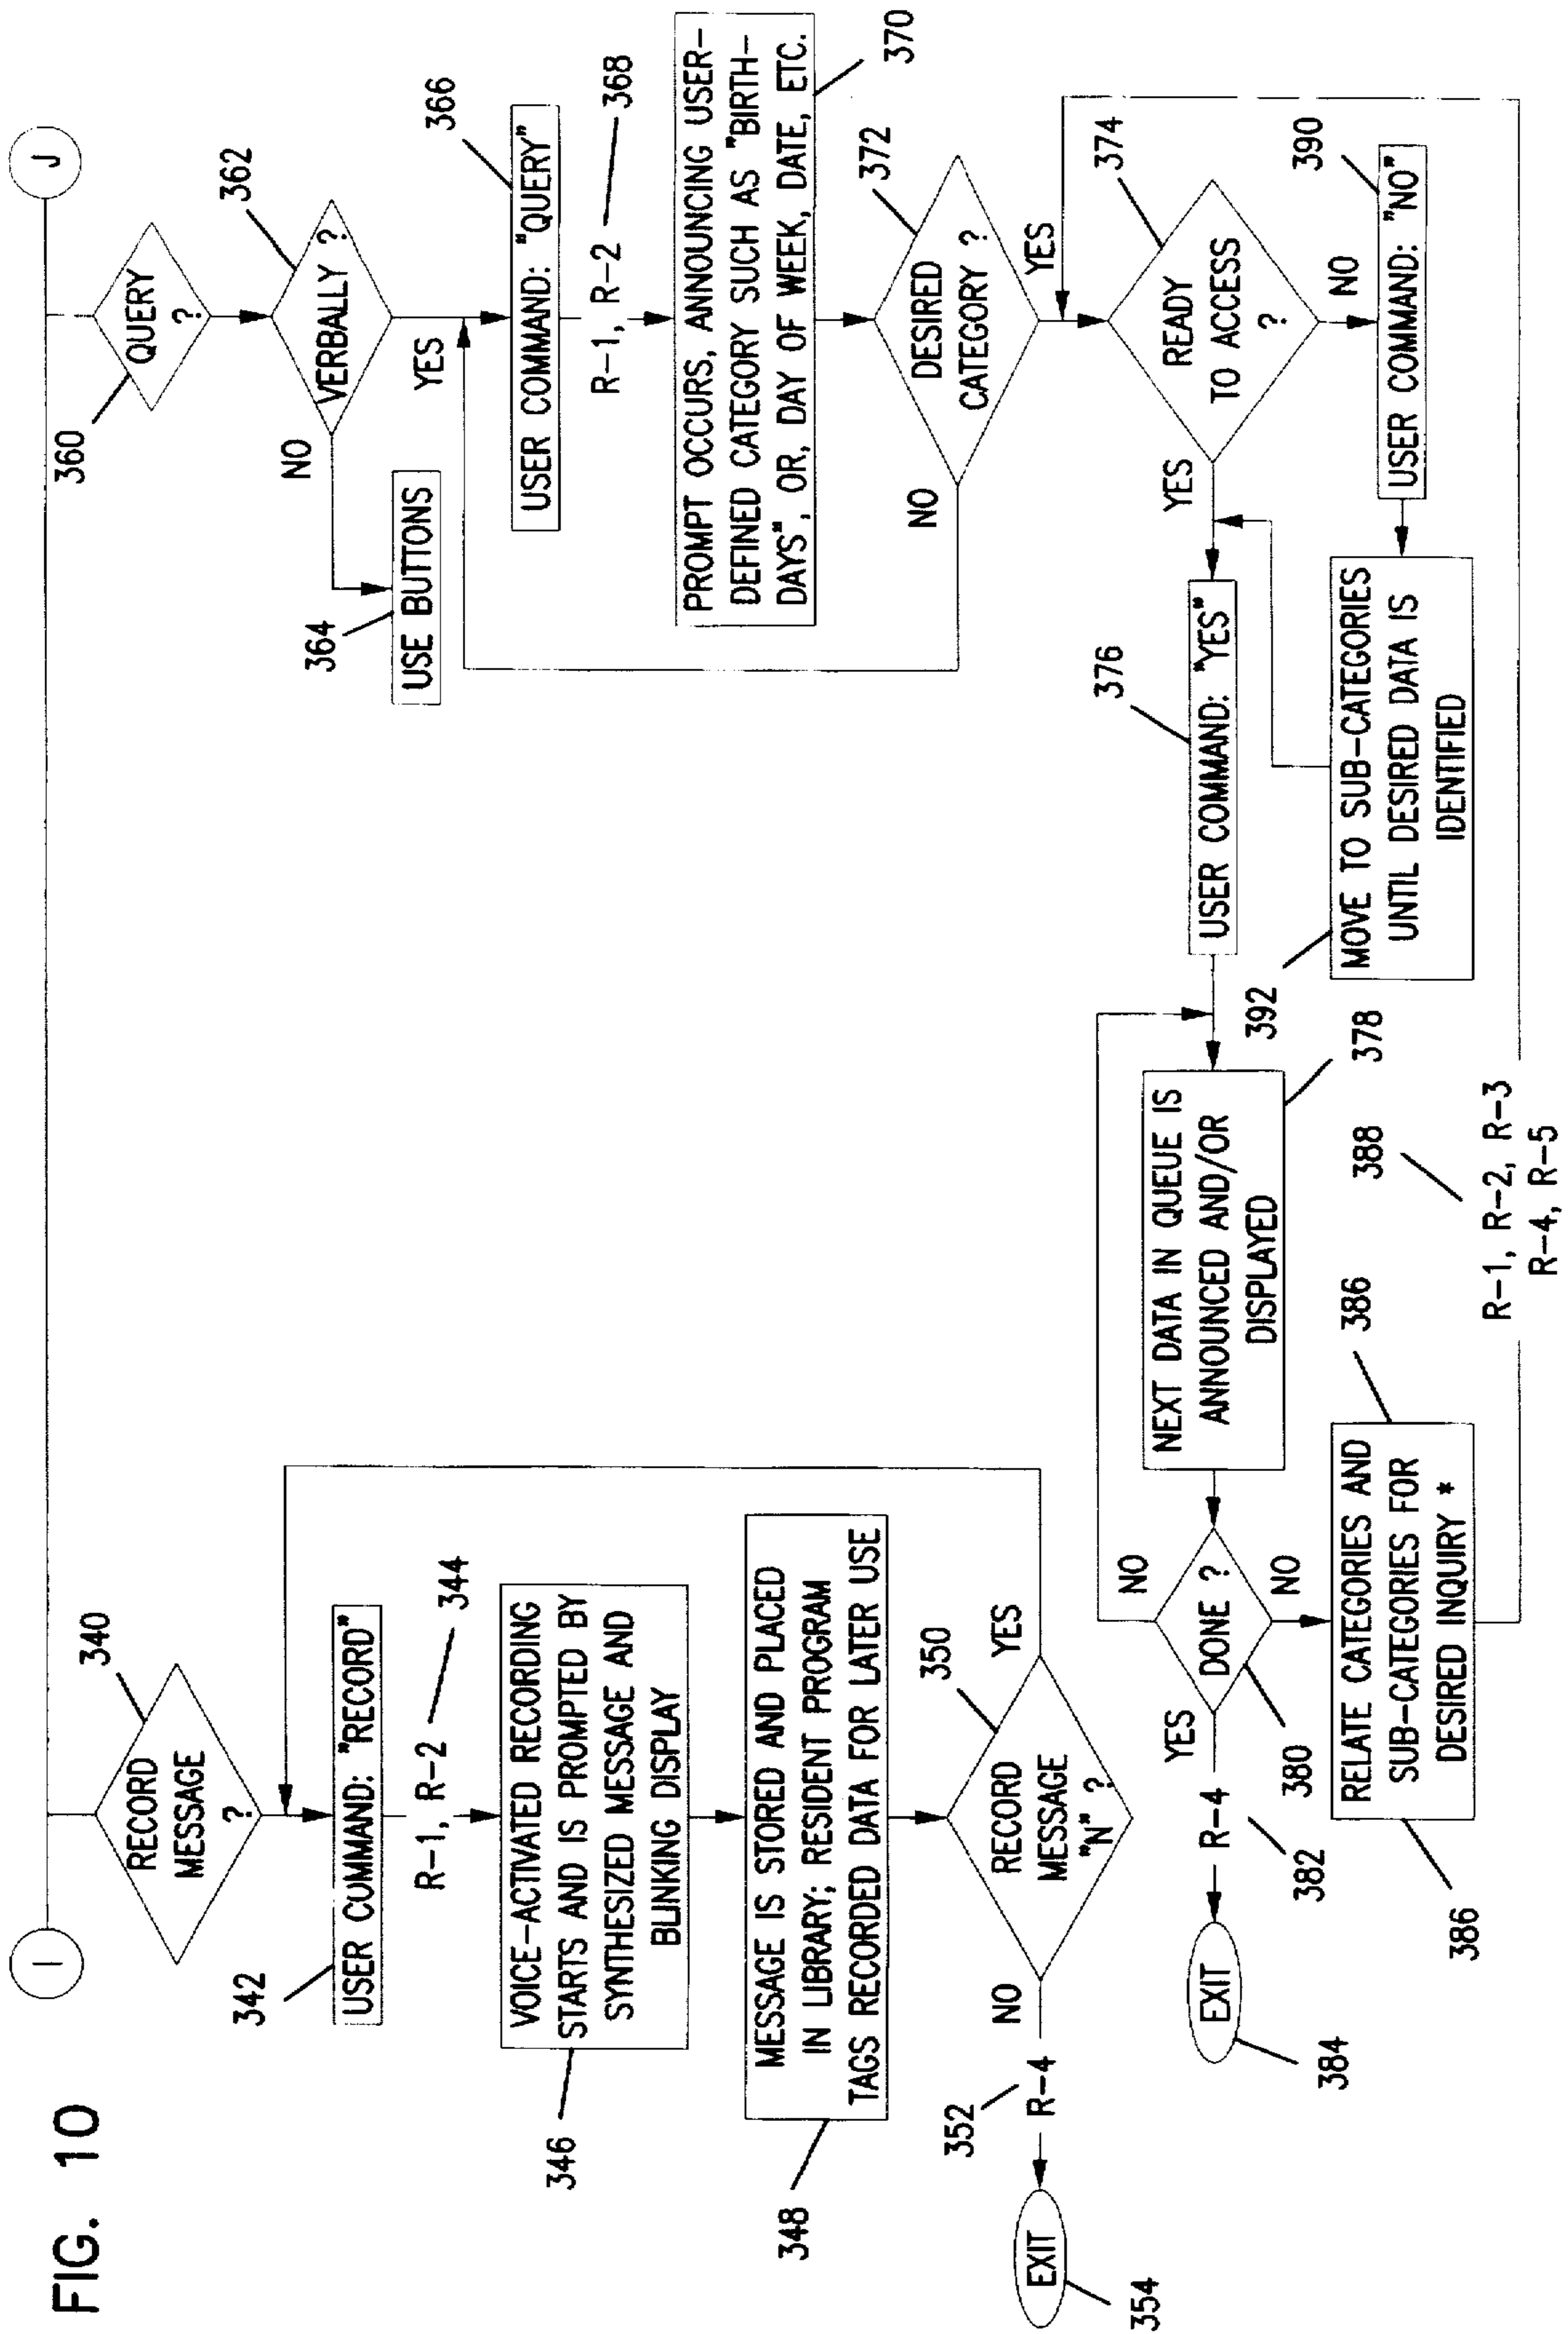 FIG. 10
I
J
340
RECORD
MESSAGE
?
342
USER CUMMAND: "RECORD"
R-1, R-2
344
346
VOICE-ACTIVATED RECORDING
STARTS AND IS PROMPTED BY
SYNTHESIZED MESSAGE AND
BLINKING DISPLAY
348
MESSAGE IS STORED AND PLACED
IN LIBRARY; RESIDENT PROGRAM
TAGS RECORDED DATA FOR LATER USE
350
RECORD
MESSAGE
"N" ?
YES
NO
352
R-4
EXIT
354
360
QUERY
?
362
VERBALLY ?
NO
YES
364
USE BUTTONS
366
USER COMMAND: "QUERY"
R-1, R-2
368
370
PROMPT OCCURS, ANNOUNCING USER-
DEFINED CATEGORY SUCH AS "BIRTH-
DAYS", OR, DAY OF WEEK, DATE, ETC.
372
DESIRED
CATEGORY ?
NO
YES
374
READY
TO ACCESS
?
YES
NO
376
USER COMMAND: "YES"
390
USER COMMAND: "NO"
392
MOVE TO SUB-CATEGORIES
UNTIL DESIRED DATA IS
IDENTIFIED
378
NEXT DATA IN QUEUE IS
ANNOUNCED AND/OR
DISPLAYED
DONE ?
NO
NO
YES
380
R-4
382
EXIT
384
386
RELATE CATEGORIES AND
SUB-CATEGORIES FOR
DESIRED INQUIRY *
386
388
R-1, R-2, R-3
R-4, R-5